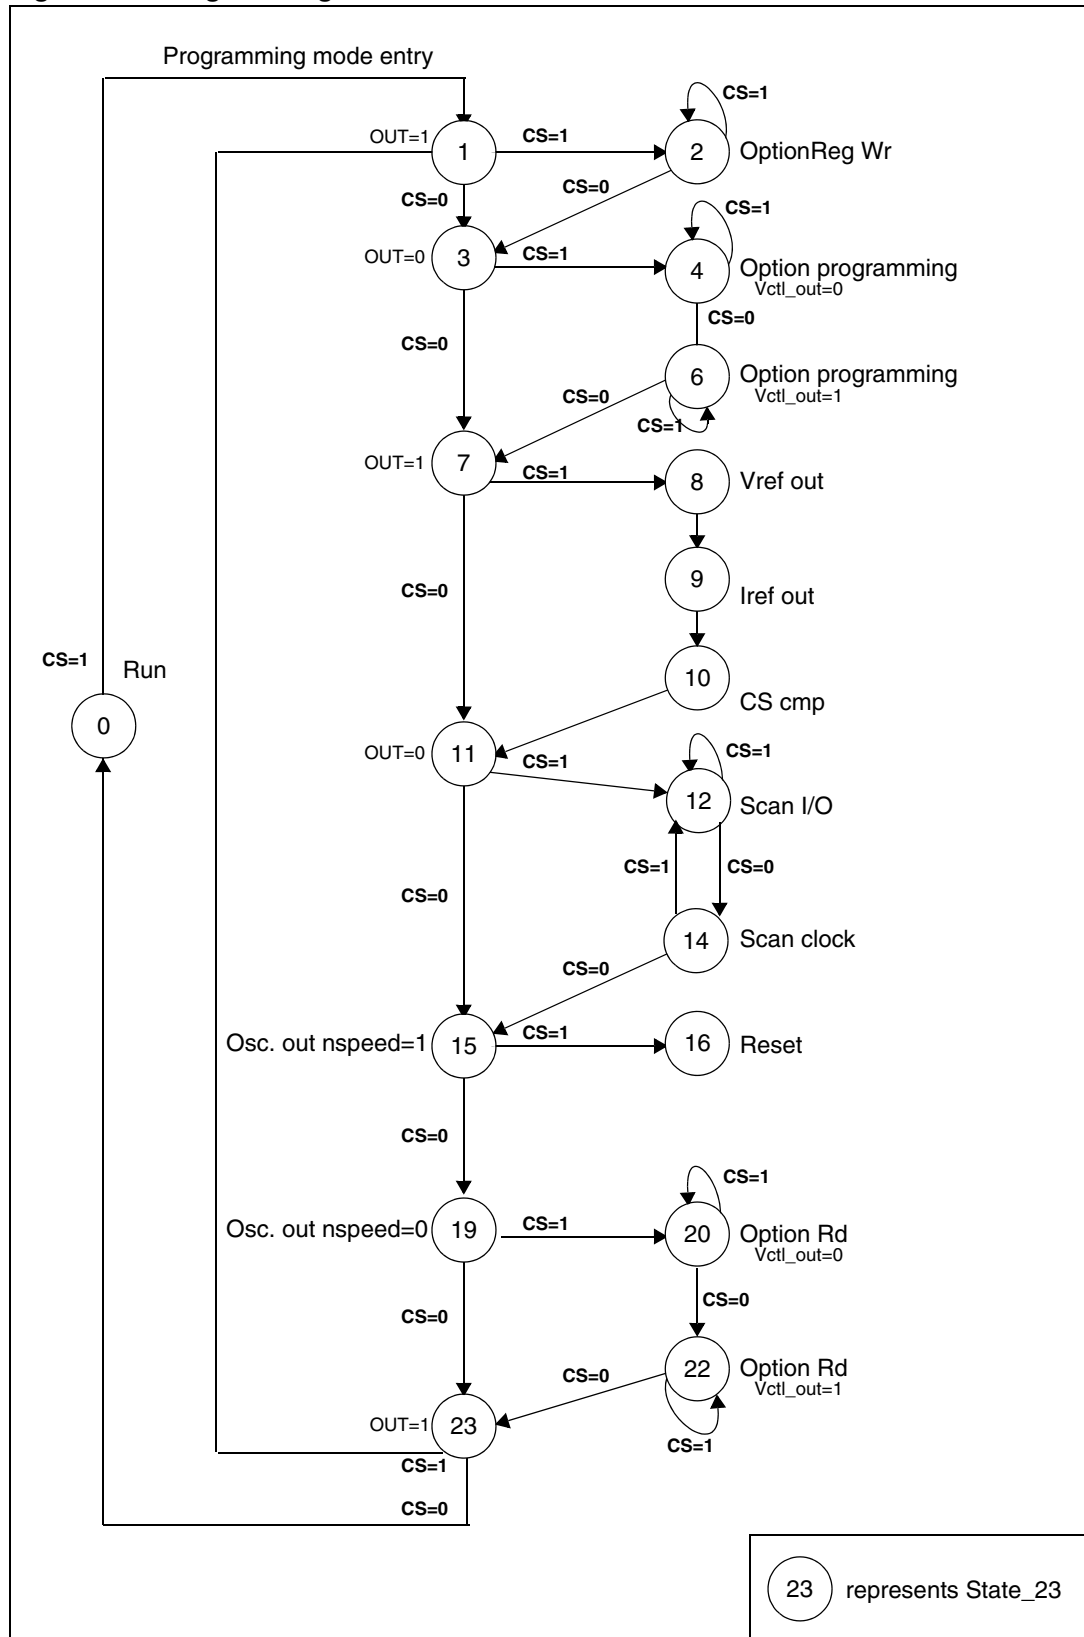 Programming mode entry
CS=1
OUT=1
1
CS=1
2
OptionReg Wr
CS=0
CS=0
CS=1
OUT=0
3
CS=1
4
Option programming
Vctl_out=0
CS=0
CS=0
6
Option programming
Vctl_out=1
CS=0
CS=1
OUT=1
7
CS=1
8
Vref out
9
Iref out
CS=0
CS=1
Run
10
CS cmp
0
OUT=0
11
CS=1
CS=1
12
Scan I/O
CS=1
CS=0
CS=0
14
Scan clock
CS=0
Osc. out nspeed=1
15
CS=1
16
Reset
CS=0
CS=1
Osc. out nspeed=0
19
CS=1
20
Option Rd
Vctl_out=0
CS=0
CS=0
22
Option Rd
Vctl_out=1
CS=0
OUT=1
23
CS=1
CS=1
CS=0
23
represents State_23